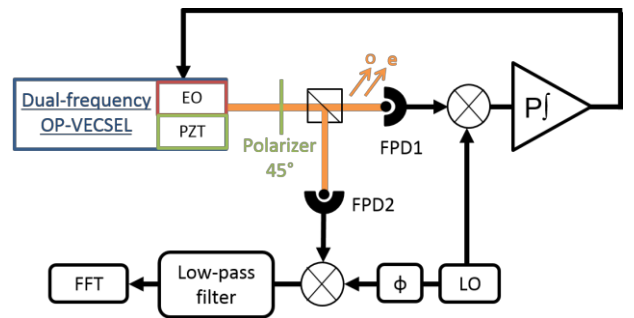 o e
Dual-frequency
OP-VECSEL
EO
PZT
Polarizer
45°
FPD1
P∫
FPD2
FFT
Low-pass
filter
ϕ
LO